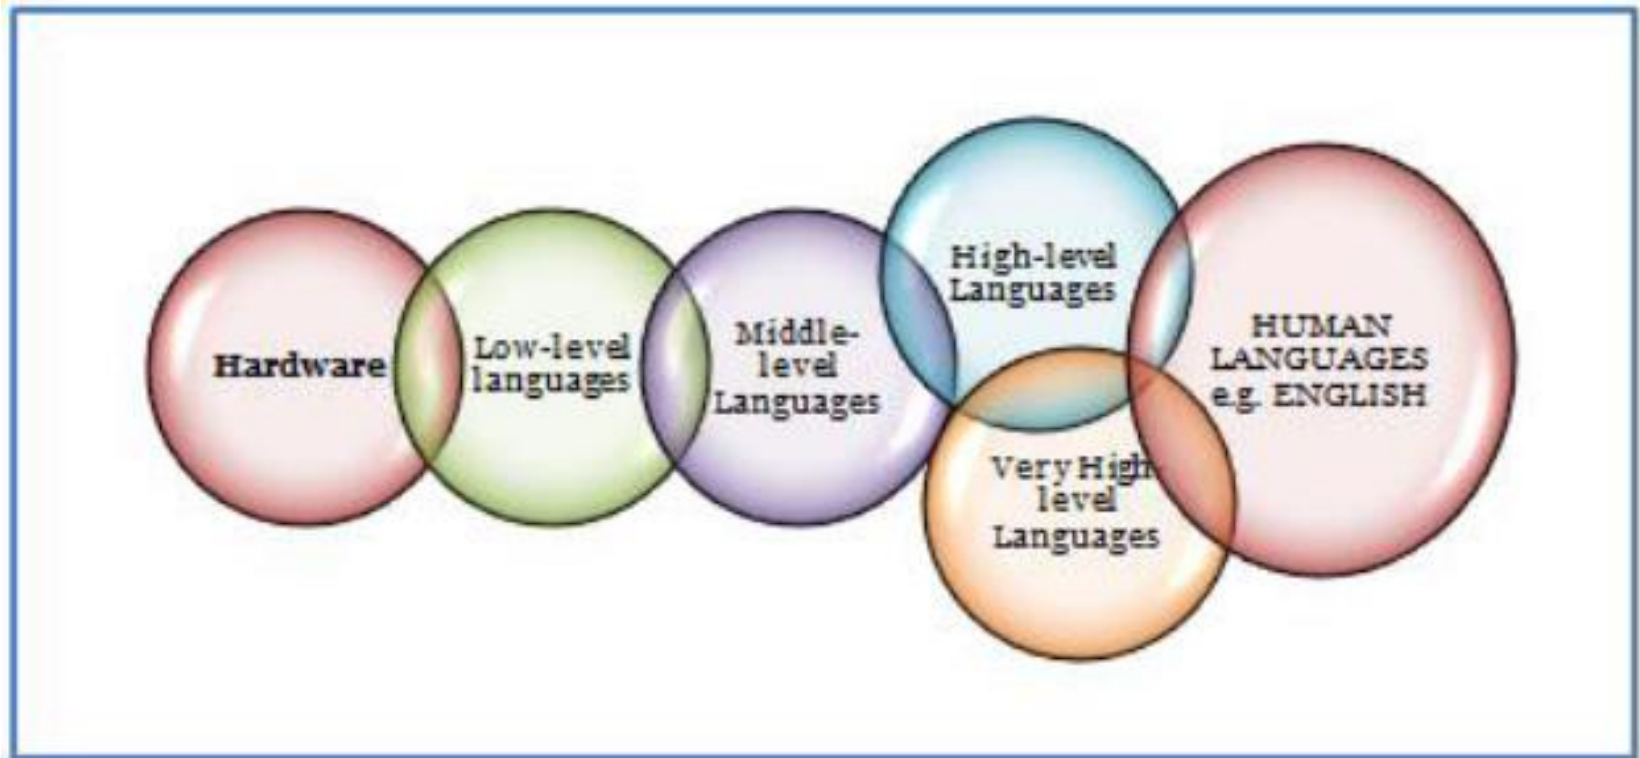 Hardware
Low-level
languages
Middle-
level
Languages
High-level
Languages
Very High-
level
Languages
HUMAN
LANGUAGES
e.g. ENGLISH